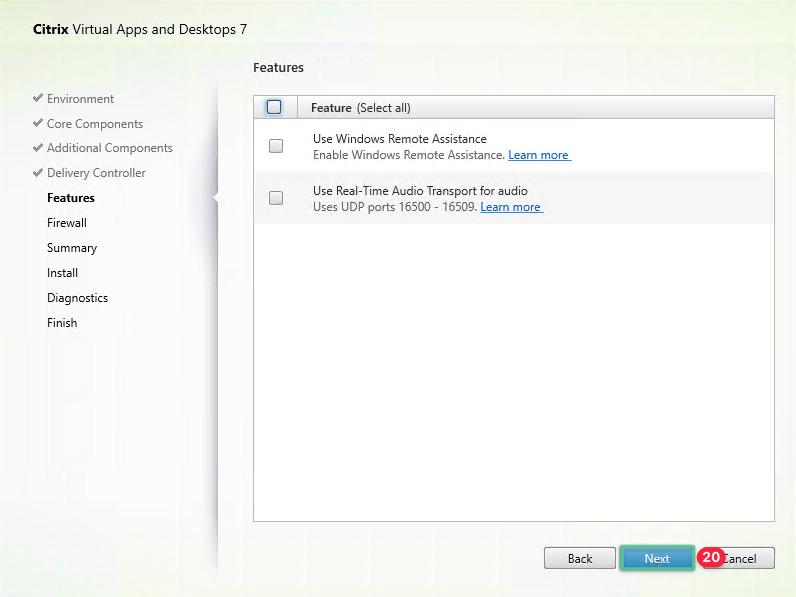 Citrix Virtual Apps and Desktops 7
Features
Environment
Core Components
Additional Components
Delivery Controller
Features
Firewall
Summary
Install
Diagnostics
Finish
Feature (Select all)
Use Windows Remote Assistance
Enable Windows Remote Assistance. Learn more
Use Real-Time Audio Transport for audio
Uses UDP ports 16500 - 16509. Learn more
Back Next 20 Cancel